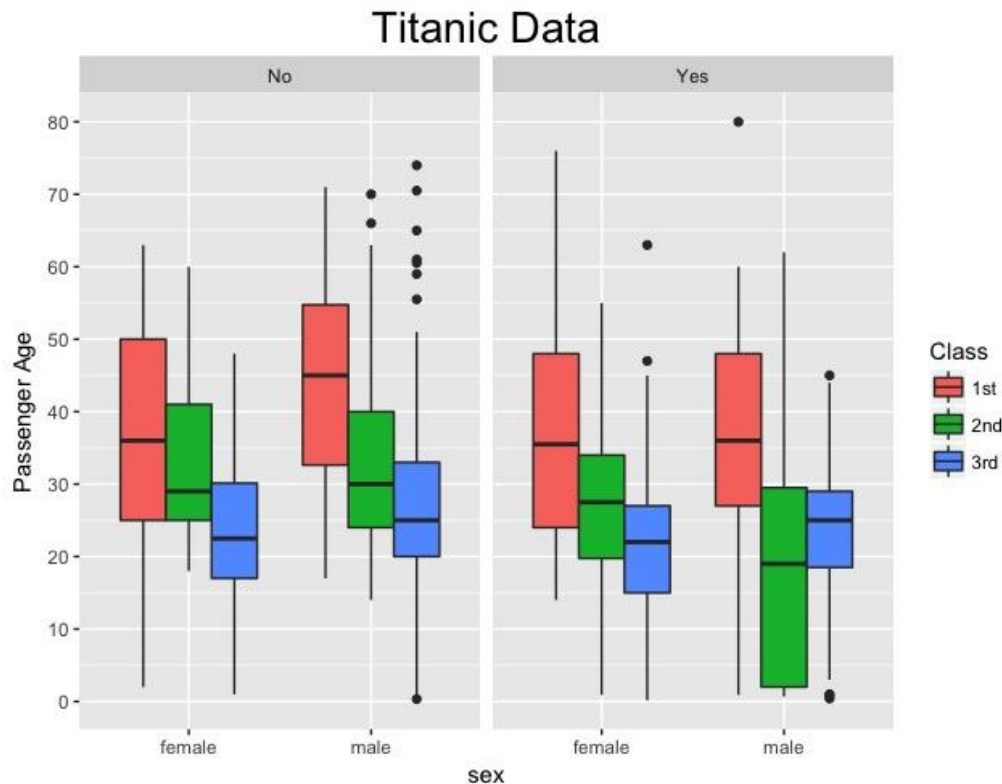 Titanic Data
No
Yes
80
70
60
50
40
30
20
10
0
Passenger Age
female
male
female
male
sex
Class
1st
2nd
3rd